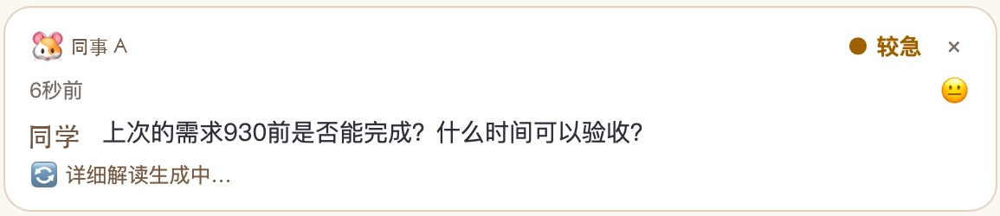 同事 A
● 较急 ×
6秒前
同学 上次的需求930前是否能完成？什么时间可以验收？
详细解读生成中...